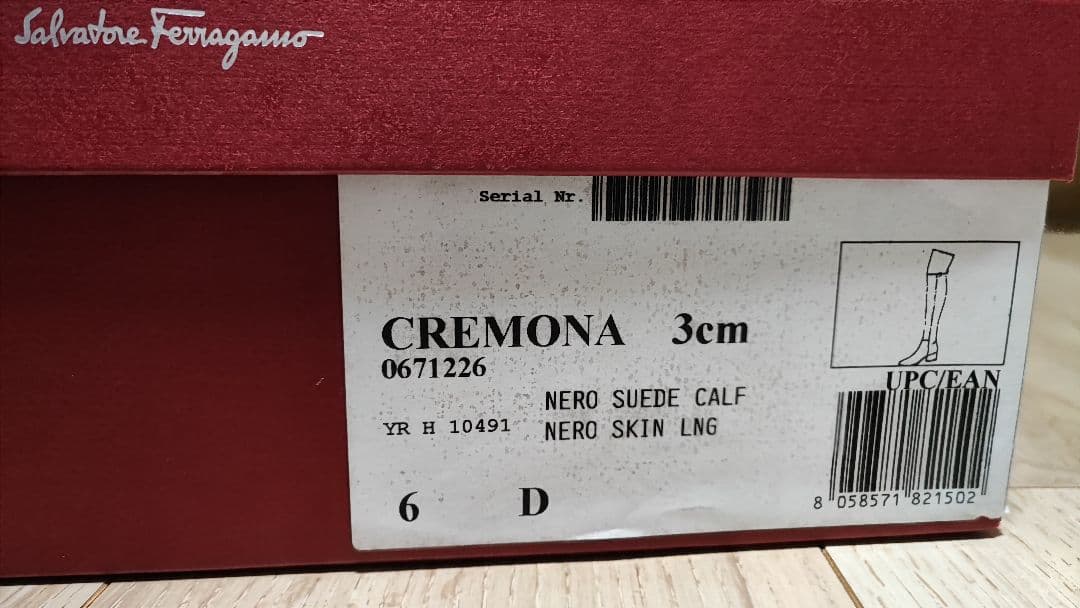 Salvatore Ferragamo
Serial Nr.
CREMONA 3cm
0671226
NERO SUEDE CALF
YR H 10491 NERO SKIN LNG
6 D
UPC/EAN
8 058571 821502